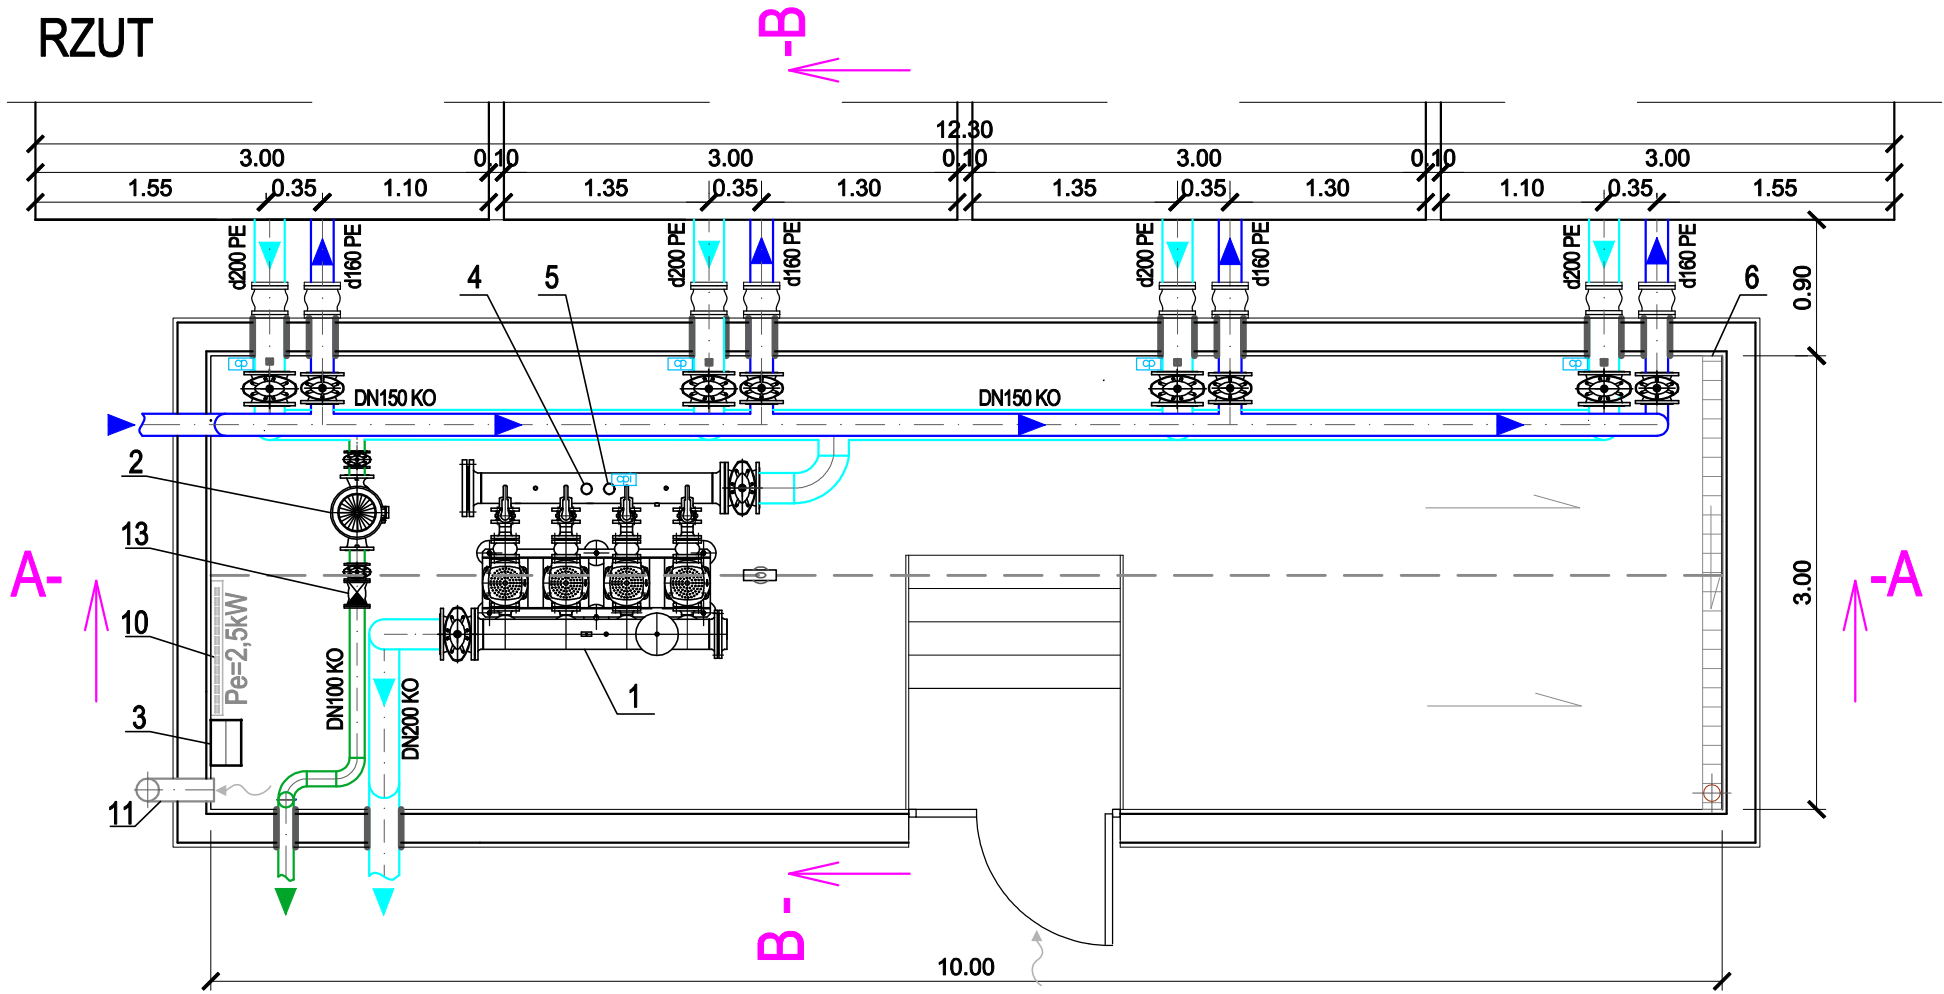 RZUT
-B
12.30
3.00 0.10 3.00 0.10 3.00 0.10 3.00
1.55 0.35 1.10 1.35 0.35 1.30 1.35 0.35 1.30 1.10 0.35 1.55
d200 PE d160 PE d200 PE d160 PE d200 PE d160 PE d200 PE d160 PE
4 5 6
0.90
DN150 KO DN150 KO
2
13
A- -A
3.00
10
Pe=2,5kW
DN100 KO
DN200 KO
1
3
11
B-
10.00